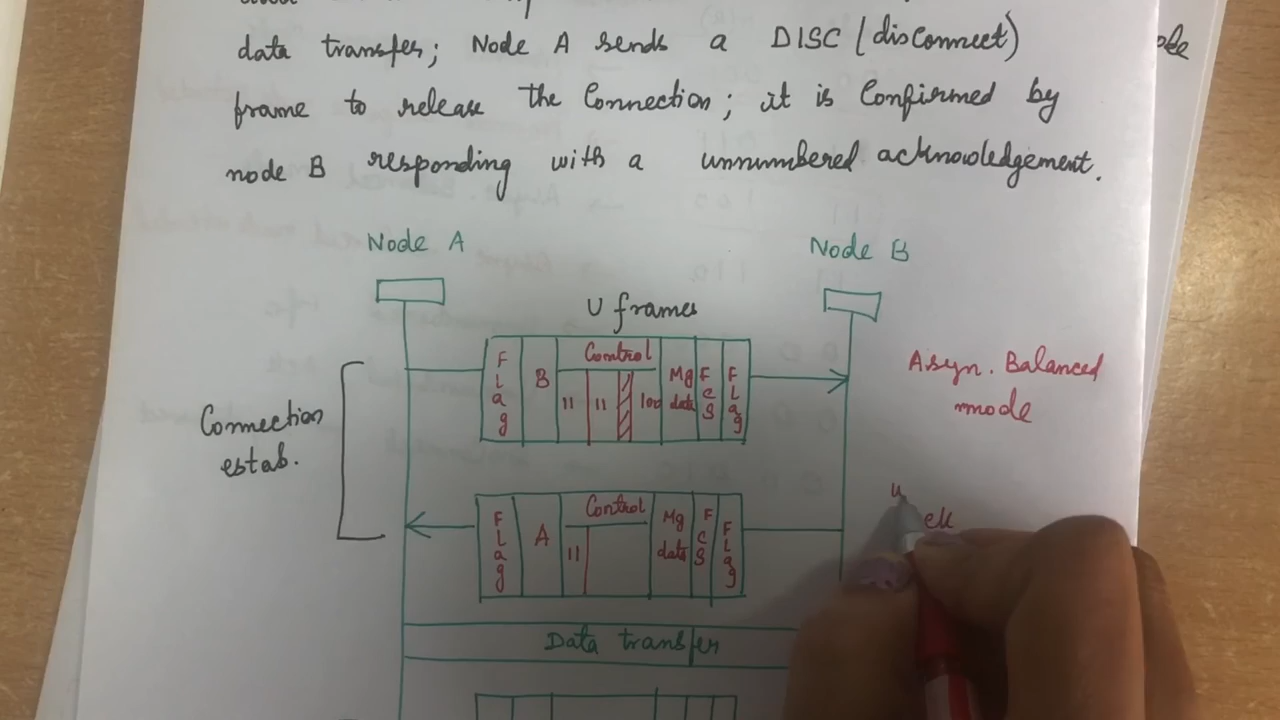 data transfer; Node A sends a DISC (disconnect)
frame to release the Connection; it is Confirmed by
node B responding with a unnumbered acknowledgement.
Node A
Node B
U frames
Flag
B
Control
11
11
100
Mg data
FCS
Flag
Asyn. Balanced
mode
Connection
estab.
Flag
A
Control
11
Mg data
FCS
Flag
Data transfer